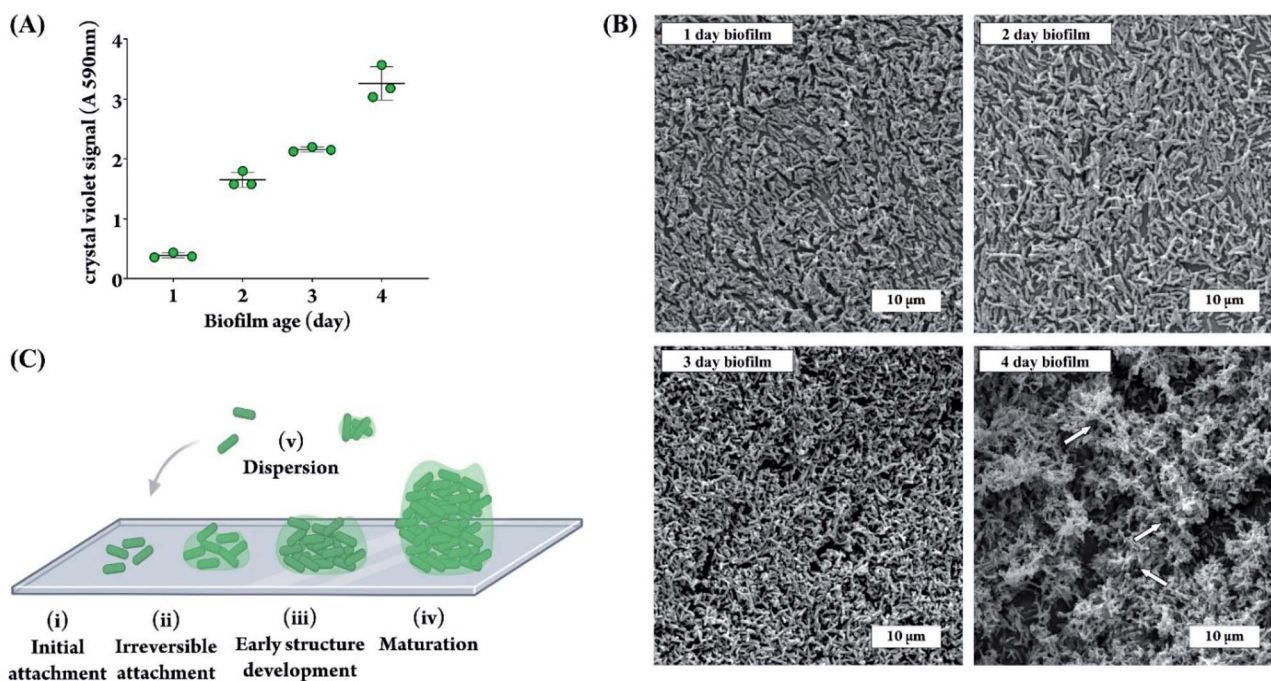 (A)
4
3
2
1
0
crystal violet signal (A 590nm)
1 2 3 4
Biofilm age (day)
(B)
1 day biofilm
10 µm
2 day biofilm
10 µm
3 day biofilm
10 µm
4 day biofilm
10 µm
(C)
(v)
Dispersion
(i)
Initial
attachment
(ii)
Irreversible
attachment
(iii)
Early structure
development
(iv)
Maturation